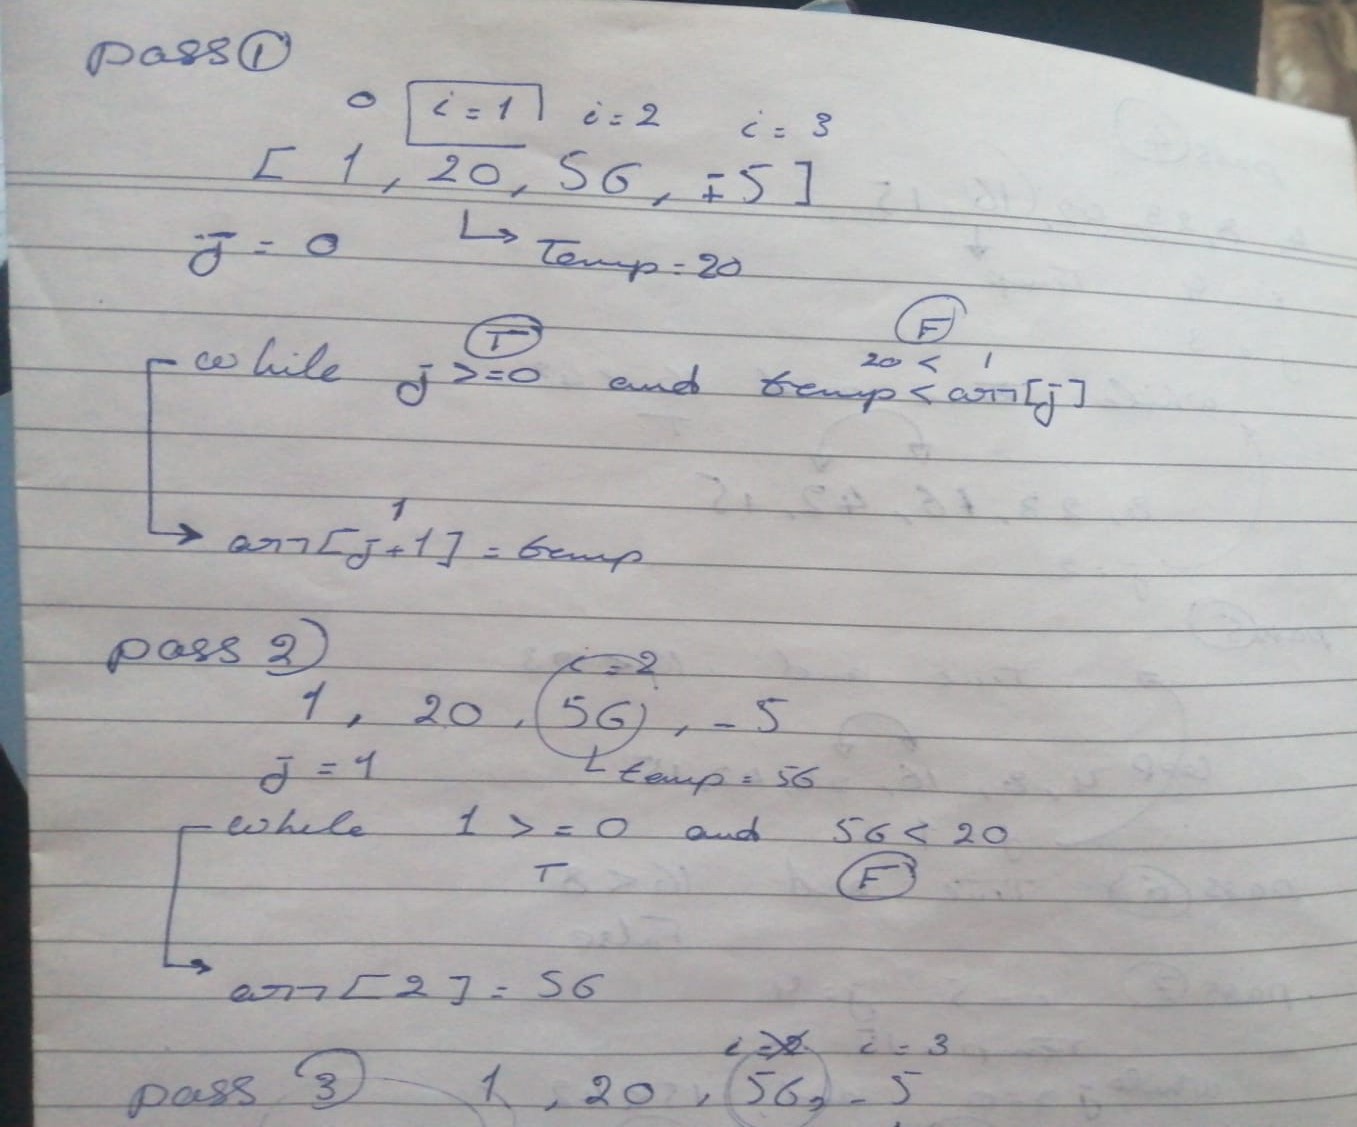 pass 1
0 i=1 i=2 i=3
[ 1, 20, 56, -5 ]
j = 0 Temp = 20
T F
20 < 1
while j >= 0 and temp < arr[j]
1
arr[j+1] = temp
pass 2)
i=2
1, 20, 56, -5
j = 1 temp = 56
while 1 >= 0 and 56 < 20
T F
arr[2] = 56
i=2 i=3
pass 3) 1, 20, 56, -5